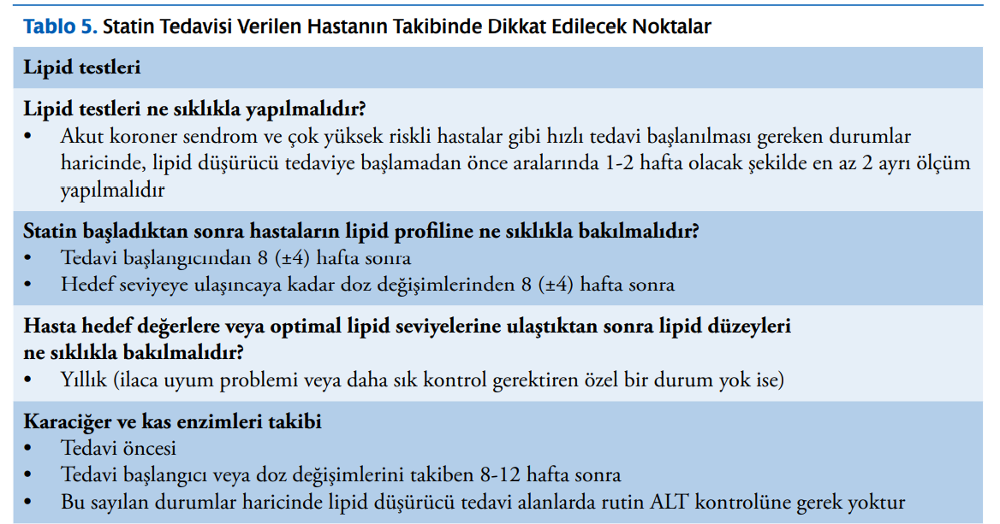 Tablo 5. Statin Tedavisi Verilen Hastanın Takibinde Dikkat Edilecek Noktalar
Lipid testleri
Lipid testleri ne sıklıkla yapılmalıdır?
• Akut koroner sendrom ve çok yüksek riskli hastalar gibi hızlı tedavi başlanılması gereken durumlar
haricinde, lipid düşürücü tedaviye başlamadan önce aralarında 1-2 hafta olacak şekilde en az 2 ayrı ölçüm
yapılmalıdır
Statin başladıktan sonra hastaların lipid profiline ne sıklıkla bakılmalıdır?
• Tedavi başlangıcından 8 (±4) hafta sonra
• Hedef seviyeye ulaşıncaya kadar doz değişimlerinden 8 (±4) hafta sonra
Hasta hedef değerlere veya optimal lipid seviyelerine ulaştıktan sonra lipid düzeyleri
ne sıklıkla bakılmalıdır?
• Yıllık (ilaca uyum problemi veya daha sık kontrol gerektiren özel bir durum yok ise)
Karaciğer ve kas enzimleri takibi
• Tedavi öncesi
• Tedavi başlangıcı veya doz değişimlerini takiben 8-12 hafta sonra
• Bu sayılan durumlar haricinde lipid düşürücü tedavi alanlarda rutin ALT kontrolüne gerek yoktur